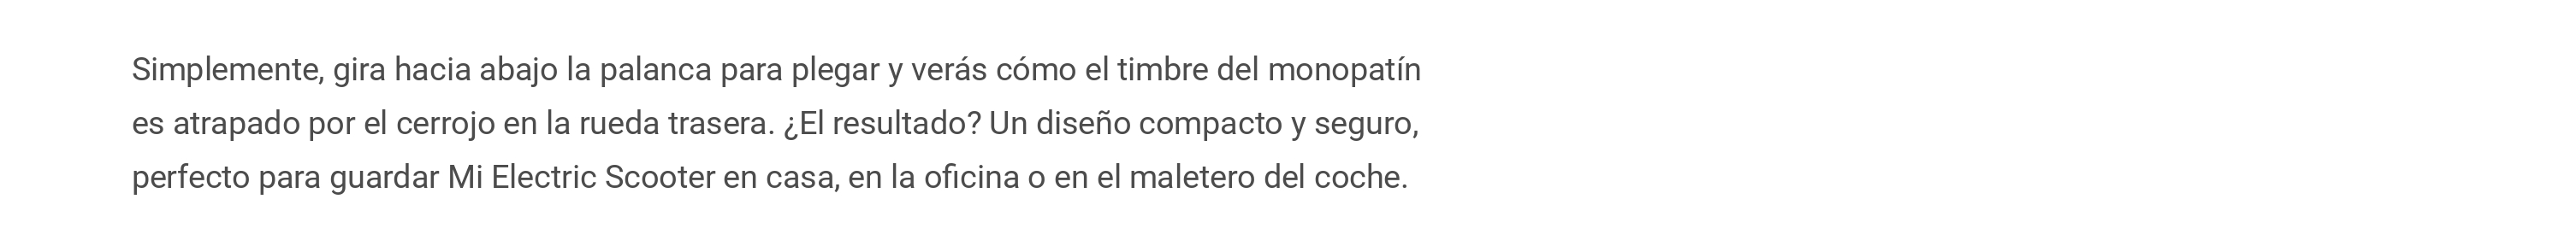 Simplemente, gira hacia abajo la palanca para plegar y verás cómo el timbre del monopatín
es atrapado por el cerrojo en la rueda trasera. ¿El resultado? Un diseño compacto y seguro,
perfecto para guardar Mi Electric Scooter en casa, en la oficina o en el maletero del coche.